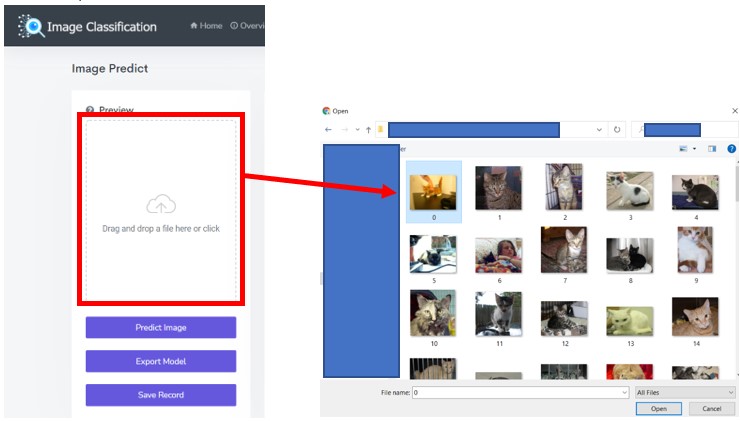 Image Classification
Home
Overvi
Image Predict
Preview
Drag and drop a file here or click
Predict Image
Export Model
Save Record
Open
er
0
1
2
3
4
5
6
7
8
9
10
11
12
13
14
File name: 0
All Files
Open
Cancel